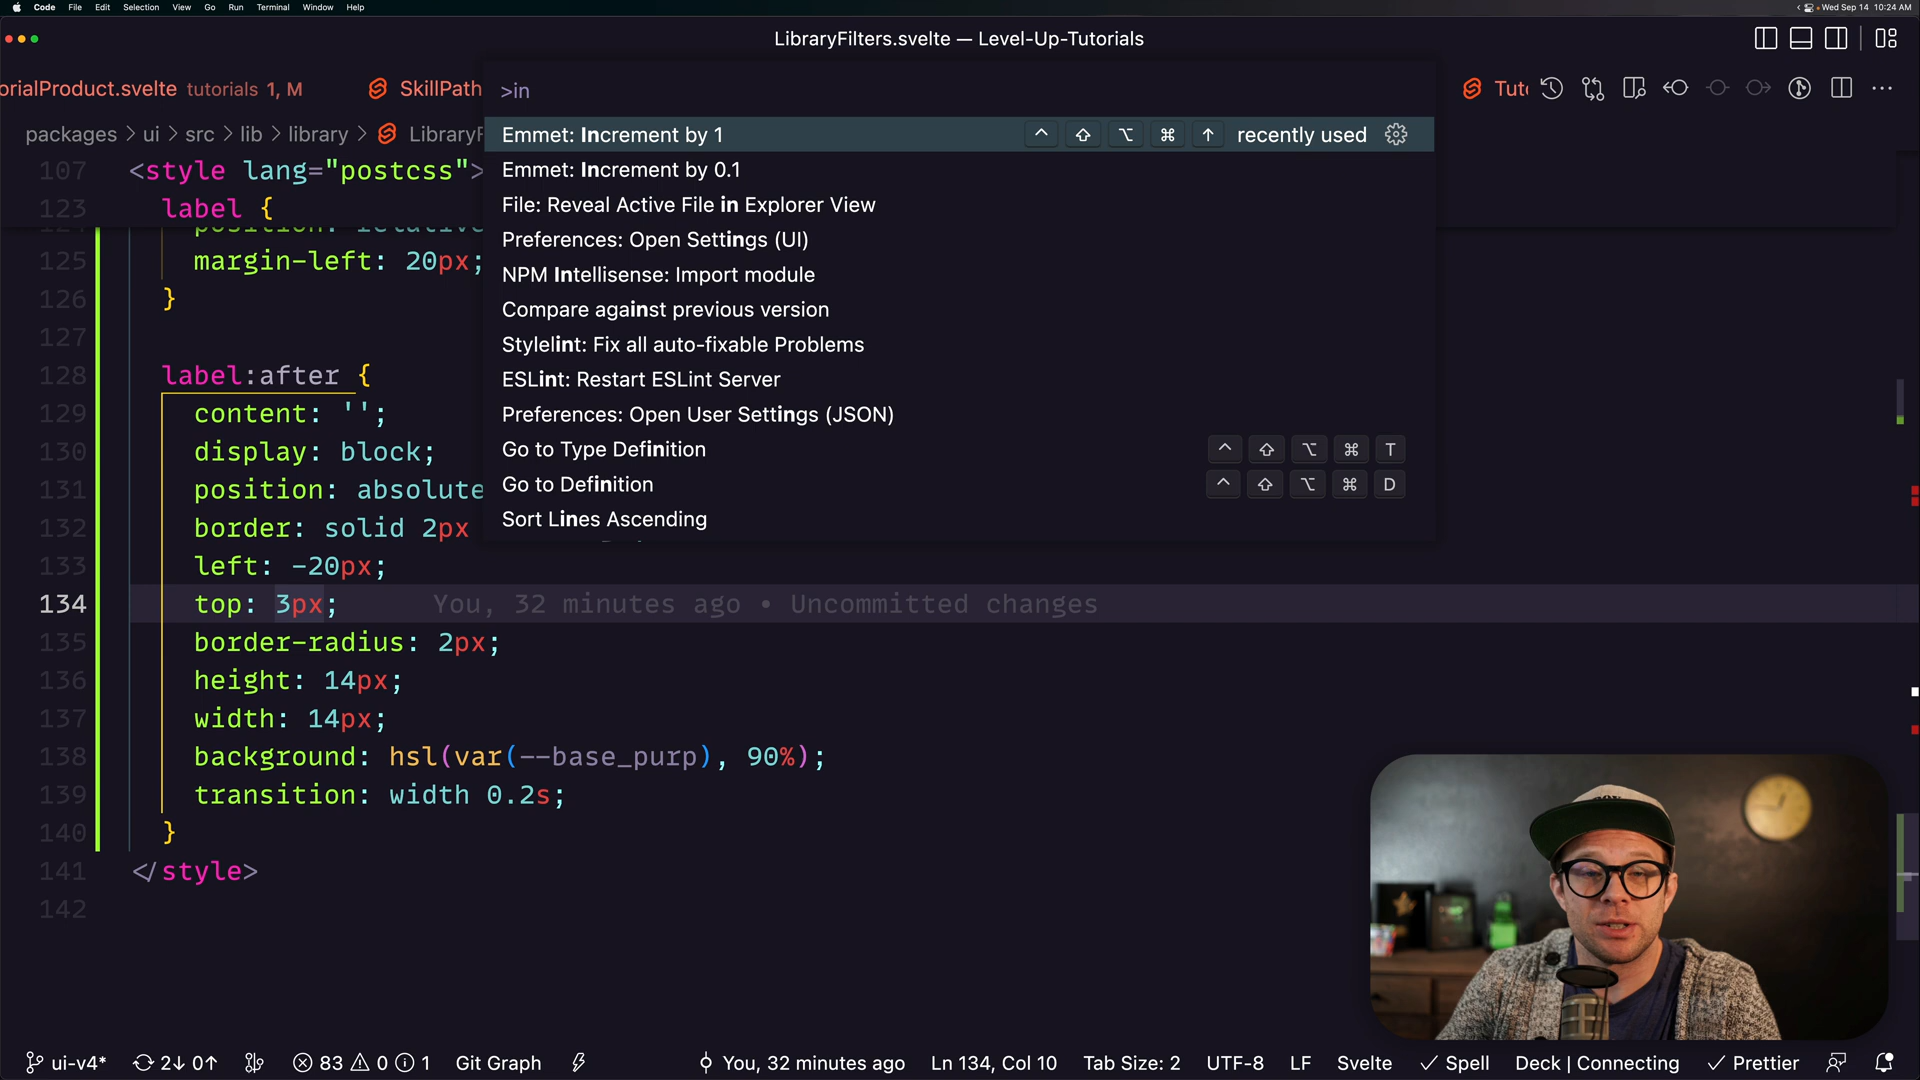 Code File Edit Selection View Go Run Terminal Window Help
Wed Sep 14 10:24 AM
LibraryFilters.svelte — Level-Up-Tutorials
orialProduct.svelte tutorials 1, M
SkillPath
>in
Tuto
packages > ui > src > lib > library > LibraryF
Emmet: Increment by 1 ^ ⇧ ⌥ ⌘ ↑ recently used
Emmet: Increment by 0.1
File: Reveal Active File in Explorer View
Preferences: Open Settings (UI)
NPM Intellisense: Import module
Compare against previous version
Stylelint: Fix all auto-fixable Problems
ESLint: Restart ESLint Server
Preferences: Open User Settings (JSON)
Go to Type Definition ^ ⇧ ⌥ ⌘ T
Go to Definition ^ ⇧ ⌥ ⌘ D
Sort Lines Ascending
107 <style lang="postcss">
123 label {
position: relative
125 margin-left: 20px;
126 }
127
128 label:after {
129 content: '';
130 display: block;
131 position: absolute
132 border: solid 2px
133 left: -20px;
134 top: 3px; You, 32 minutes ago • Uncommitted changes
135 border-radius: 2px;
136 height: 14px;
137 width: 14px;
138 background: hsl(var(--base_purp), 90%);
139 transition: width 0.2s;
140 }
141 </style>
142
ui-v4* 2↓ 0↑ 83 0 1 Git Graph You, 32 minutes ago Ln 134, Col 10 Tab Size: 2 UTF-8 LF Svelte ✓ Spell Deck | Connecting ✓ Prettier